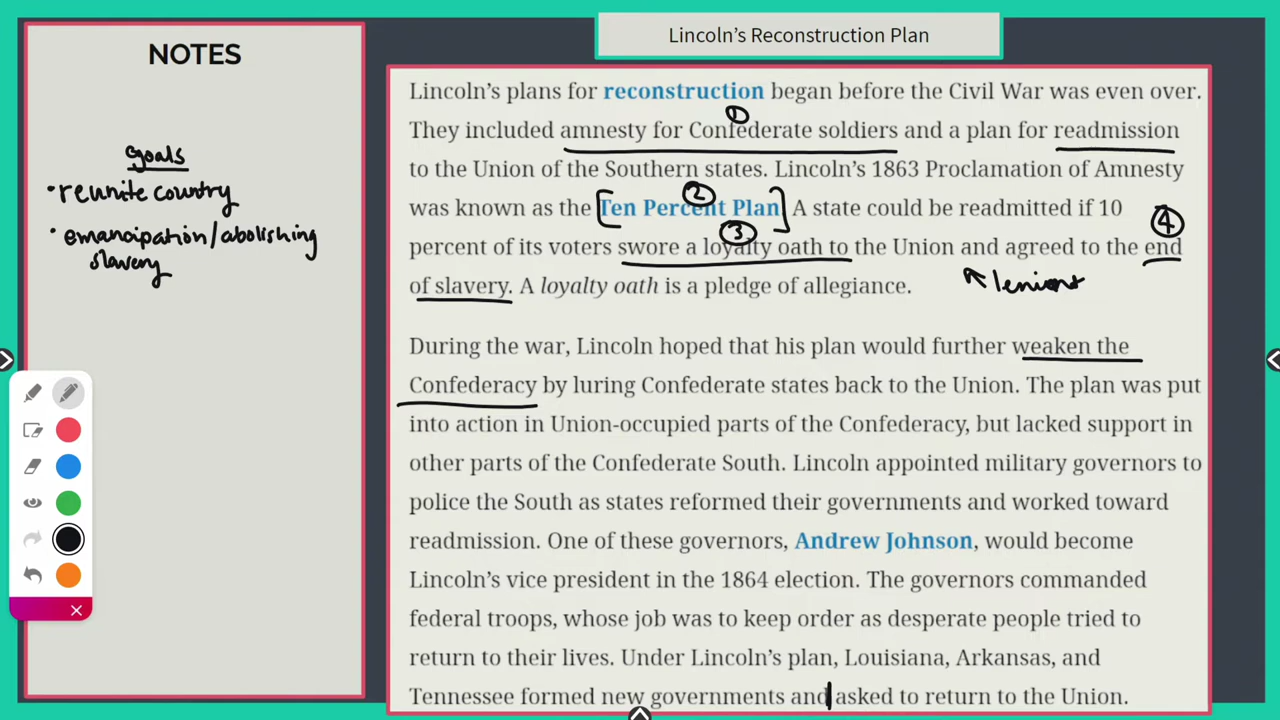 Lincoln’s Reconstruction Plan
NOTES
Goals
• reunite country
• emancipation/abolishing
slavery
Lincoln’s plans for reconstruction began before the Civil War was even over.
1
They included amnesty for Confederate soldiers and a plan for readmission
to the Union of the Southern states. Lincoln’s 1863 Proclamation of Amnesty
2
was known as the [Ten Percent Plan] A state could be readmitted if 10
3 4
percent of its voters swore a loyalty oath to the Union and agreed to the end
of slavery. A loyalty oath is a pledge of allegiance.
lenient
During the war, Lincoln hoped that his plan would further weaken the
Confederacy by luring Confederate states back to the Union. The plan was put
into action in Union-occupied parts of the Confederacy, but lacked support in
other parts of the Confederate South. Lincoln appointed military governors to
police the South as states reformed their governments and worked toward
readmission. One of these governors, Andrew Johnson, would become
Lincoln’s vice president in the 1864 election. The governors commanded
federal troops, whose job was to keep order as desperate people tried to
return to their lives. Under Lincoln’s plan, Louisiana, Arkansas, and
Tennessee formed new governments and asked to return to the Union.